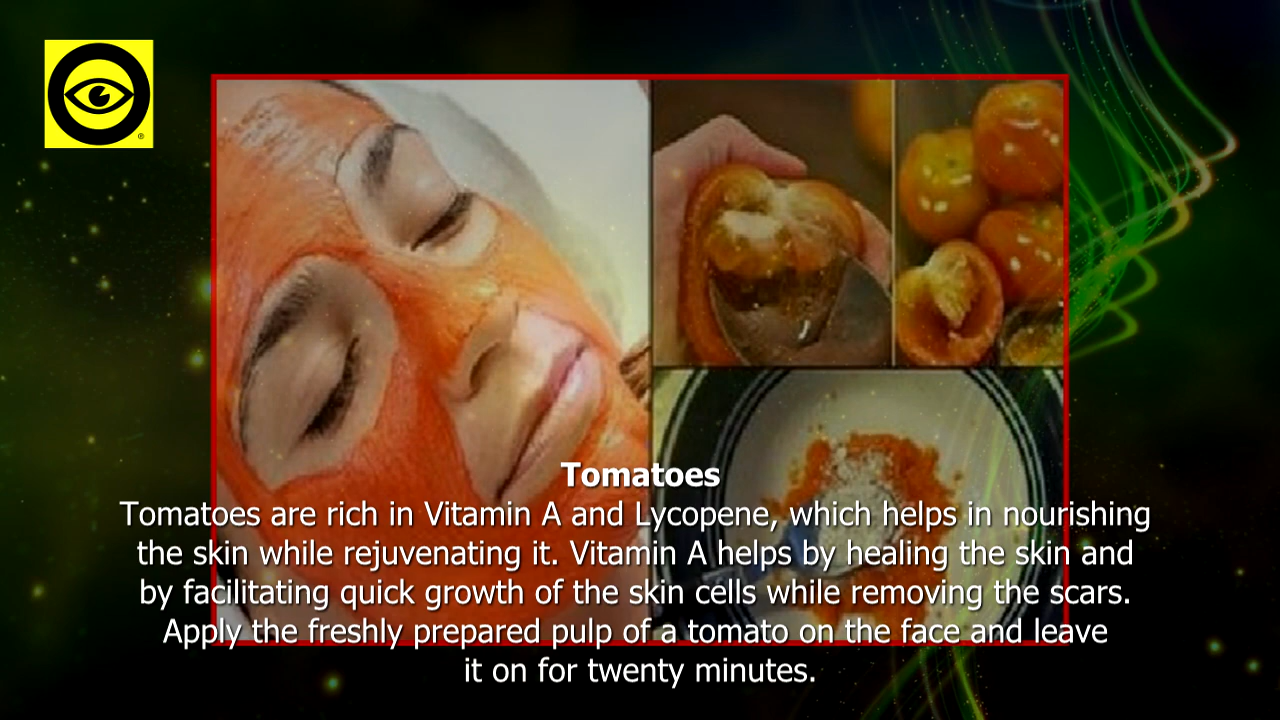 Tomatoes
Tomatoes are rich in Vitamin A and Lycopene, which helps in nourishing
the skin while rejuvenating it. Vitamin A helps by healing the skin and
by facilitating quick growth of the skin cells while removing the scars.
Apply the freshly prepared pulp of a tomato on the face and leave
it on for twenty minutes.